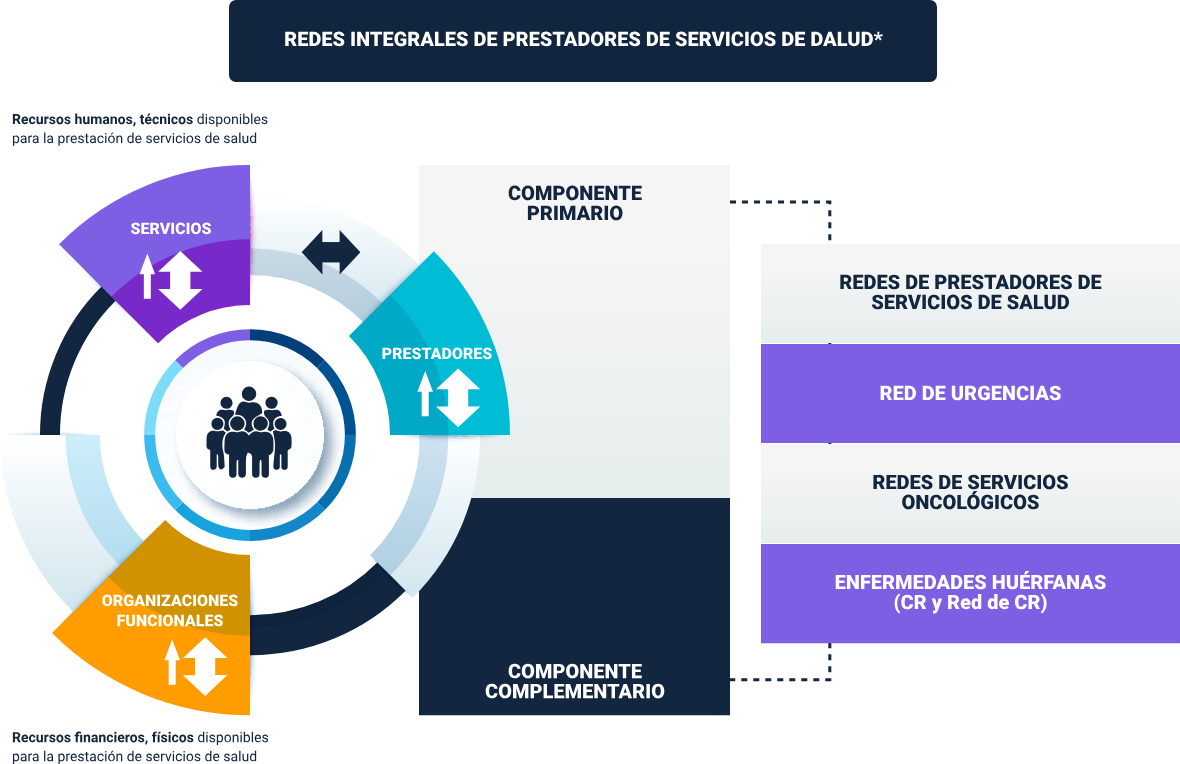 REDES INTEGRALES DE PRESTADORES DE SERVICIOS DE DALUD*
Recursos humanos, técnicos disponibles
para la prestación de servicios de salud
SERVICIOS
PRESTADORES
ORGANIZACIONES
FUNCIONALES
Recursos financieros, físicos disponibles
para la prestación de servicios de salud
COMPONENTE
PRIMARIO
COMPONENTE
COMPLEMENTARIO
REDES DE PRESTADORES DE
SERVICIOS DE SALUD
RED DE URGENCIAS
REDES DE SERVICIOS
ONCOLÓGICOS
ENFERMEDADES HUÉRFANAS
(CR y Red de CR)